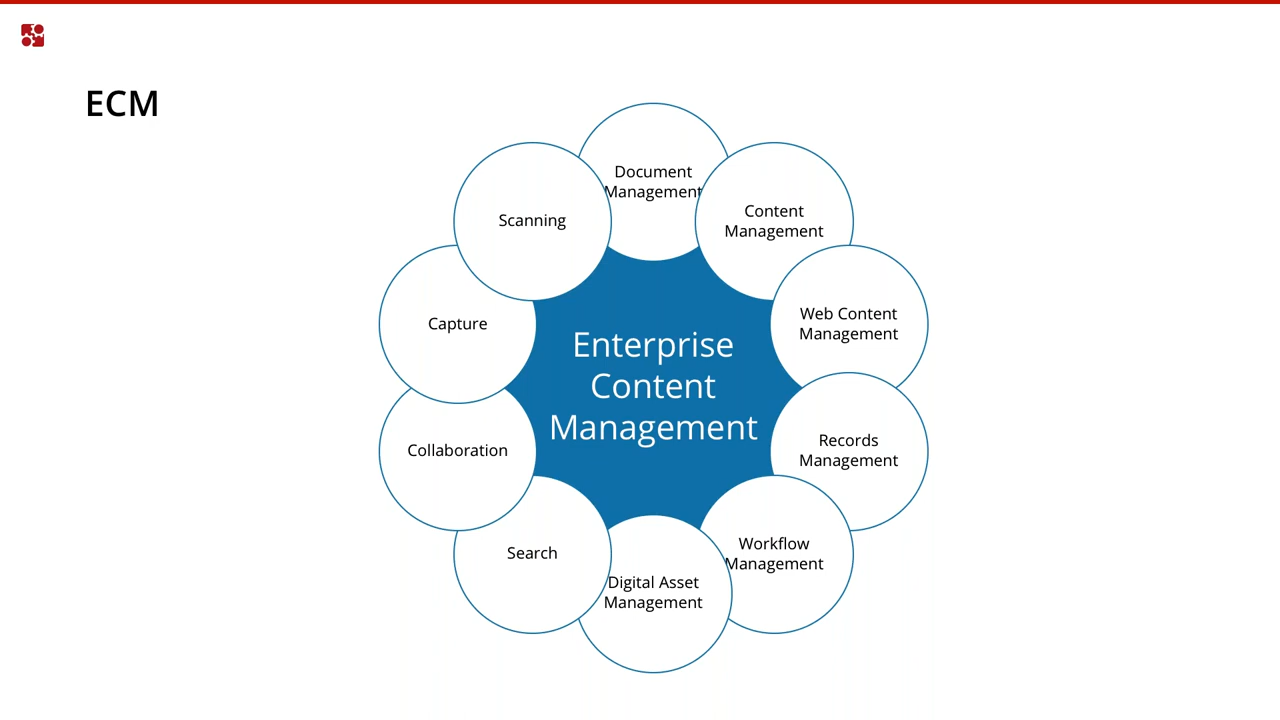 ECM
Document
Management
Content
Management
Web Content
Management
Records
Management
Workflow
Management
Digital Asset
Management
Search
Collaboration
Capture
Scanning
Enterprise
Content
Management